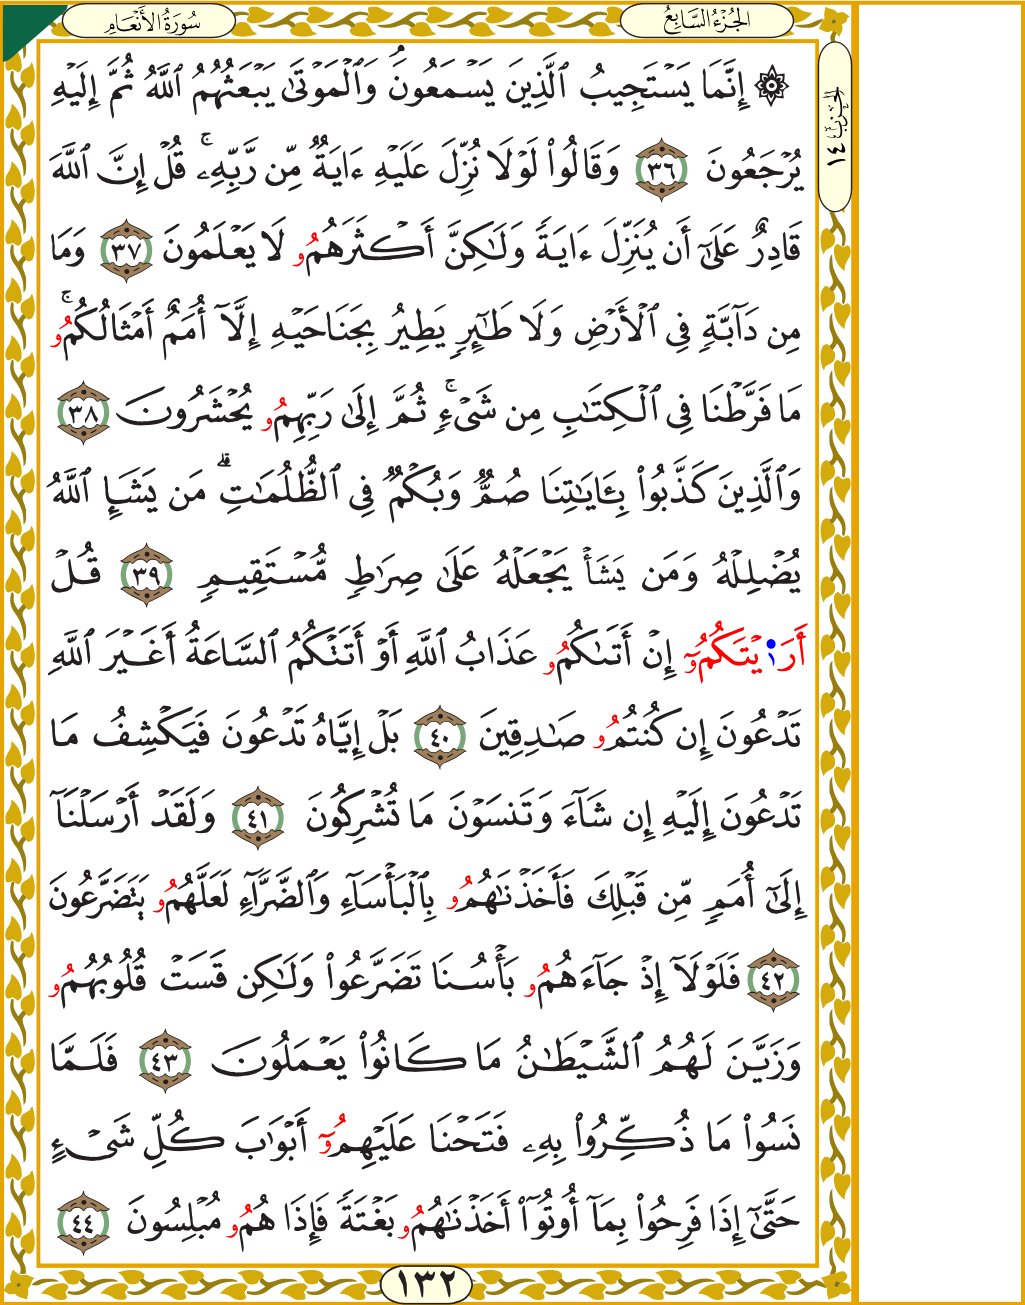 الجُزْءُ السَّابِعُ
سُورَةُ الأَنْعَامِ
الحِزْبُ ١٤
۞ إِنَّمَا يَسْتَجِيبُ ٱلَّذِينَ يَسْمَعُونَۘ وَٱلْمَوْتَىٰ يَبْعَثُهُمُ ٱللَّهُ ثُمَّ إِلَيْهِ
يُرْجَعُونَ ٣٦ وَقَالُوا۟ لَوْلَا نُزِّلَ عَلَيْهِ ءَايَةٌ مِّن رَّبِّهِۦۚ قُلْ إِنَّ ٱللَّهَ
قَادِرٌ عَلَىٰٓ أَن يُنَزِّلَ ءَايَةً وَلَـٰكِنَّ أَكْثَرَهُمُۥ لَا يَعْلَمُونَ ٣٧ وَمَا
مِن دَآبَّةٍ فِى ٱلْأَرْضِ وَلَا طَـٰٓئِرٍ يَطِيرُ بِجَنَاحَيْهِ إِلَّآ أُمَمٌ أَمْثَالُكُمُۥۚ
مَا فَرَّطْنَا فِى ٱلْكِتَـٰبِ مِن شَىْءٍۚ ثُمَّ إِلَىٰ رَبِّهِمُۥ يُحْشَرُونَ ٣٨
وَٱلَّذِينَ كَذَّبُوا۟ بِـَٔايَـٰتِنَا صُمٌّ وَبُكْمٌ فِى ٱلظُّلُمَـٰتِۗ مَن يَشَإِ ٱللَّهُ
يُضْلِلْهُ وَمَن يَشَأْ يَجْعَلْهُ عَلَىٰ صِرَٰطٍ مُّسْتَقِيمٍ ٣٩ قُلْ
أَرَاٰيْتَكُمُۥٓ إِنْ أَتَىٰكُمُۥ عَذَابُ ٱللَّهِ أَوْ أَتَتْكُمُ ٱلسَّاعَةُ أَغَيْرَ ٱللَّهِ
تَدْعُونَ إِن كُنتُمُۥ صَـٰدِقِينَ ٤٠ بَلْ إِيَّاهُ تَدْعُونَ فَيَكْشِفُ مَا
تَدْعُونَ إِلَيْهِ إِن شَآءَ وَتَنسَوْنَ مَا تُشْرِكُونَ ٤١ وَلَقَدْ أَرْسَلْنَآ
إِلَىٰٓ أُمَمٍ مِّن قَبْلِكَ فَأَخَذْنَـٰهُمُۥ بِٱلْبَأْسَآءِ وَٱلضَّرَّآءِ لَعَلَّهُمُۥ يَتَضَرَّعُونَ
٤٢ فَلَوْلَآ إِذْ جَآءَهُمُۥ بَأْسُنَا تَضَرَّعُوا۟ وَلَـٰكِن قَسَتْ قُلُوبُهُمُۥ
وَزَيَّنَ لَهُمُ ٱلشَّيْطَـٰنُ مَا كَانُوا۟ يَعْمَلُونَ ٤٣ فَلَمَّا
نَسُوا۟ مَا ذُكِّرُوا۟ بِهِۦ فَتَحْنَا عَلَيْهِمُۥٓ أَبْوَٰبَ كُلِّ شَىْءٍ
حَتَّىٰٓ إِذَا فَرِحُوا۟ بِمَآ أُوتُوٓا۟ أَخَذْنَـٰهُمُۥ بَغْتَةً فَإِذَا هُمُۥ مُبْلِسُونَ ٤٤
١٣٢